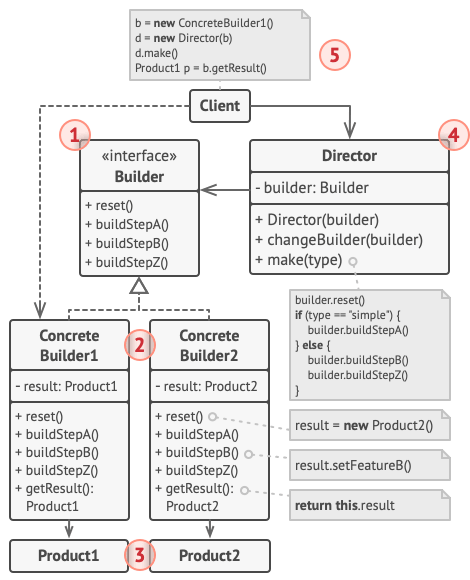 b = new ConcreteBuilder1()
d = new Director(b)
d.make()
Product1 p = b.getResult()
5
Client
1
«interface»
Builder
+ reset()
+ buildStepA()
+ buildStepB()
+ buildStepZ()
4
Director
- builder: Builder
+ Director(builder)
+ changeBuilder(builder)
+ make(type)
builder.reset()
if (type == "simple") {
builder.buildStepA()
} else {
builder.buildStepB()
builder.buildStepZ()
}
2
Concrete
Builder1
- result: Product1
+ reset()
+ buildStepA()
+ buildStepB()
+ buildStepZ()
+ getResult():
Product1
Concrete
Builder2
- result: Product2
+ reset()
+ buildStepA()
+ buildStepB()
+ buildStepZ()
+ getResult():
Product2
result = new Product2()
result.setFeatureB()
return this.result
Product1
3
Product2